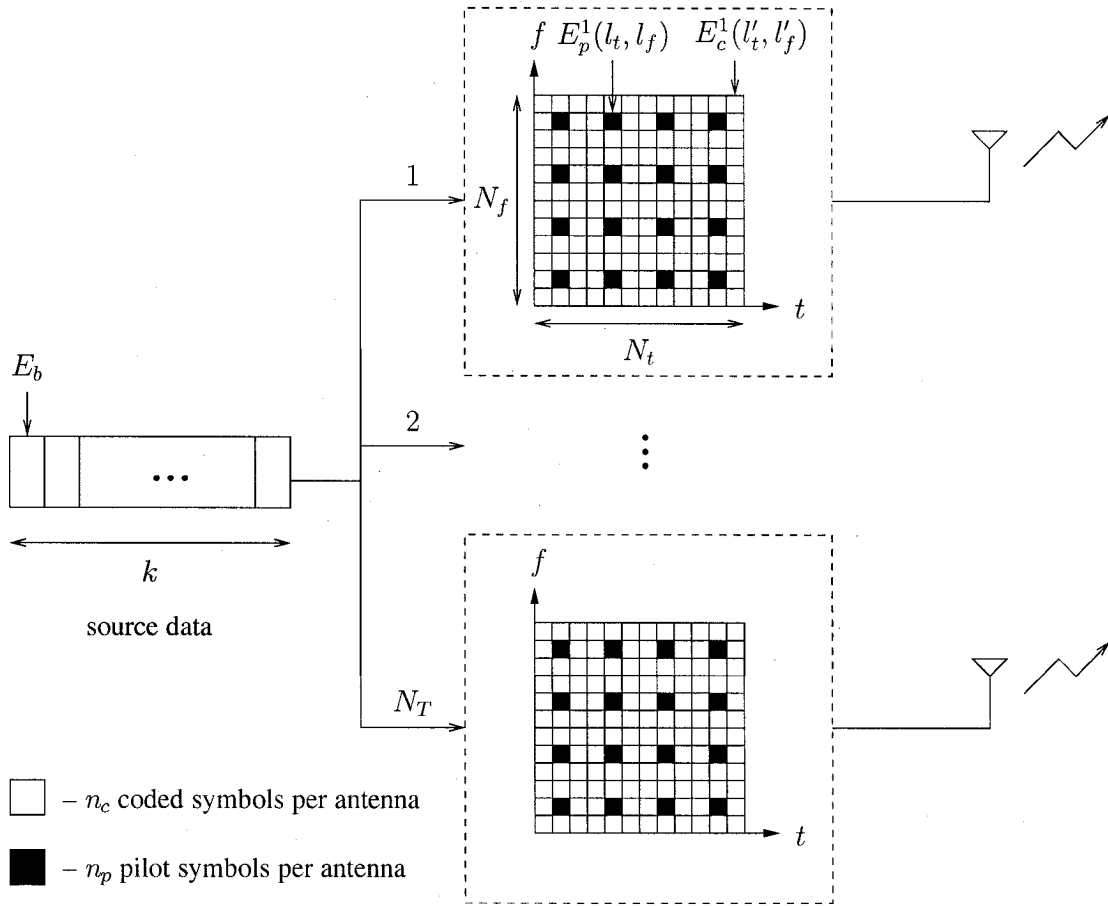 f E_p^1(l_t, l_f) E_c^1(l'_t, l'_f)
1
N_f
t
N_t
E_b
2
...
k
source data
f
N_T
t
– n_c coded symbols per antenna
– n_p pilot symbols per antenna